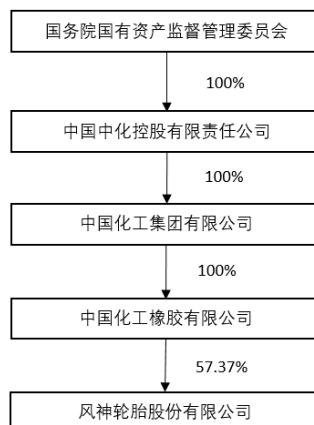 国务院国有资产监督管理委员会
100%
中国中化控股有限责任公司
100%
中国化工集团有限公司
100%
中国化工橡胶有限公司
57.37%
风神轮胎股份有限公司